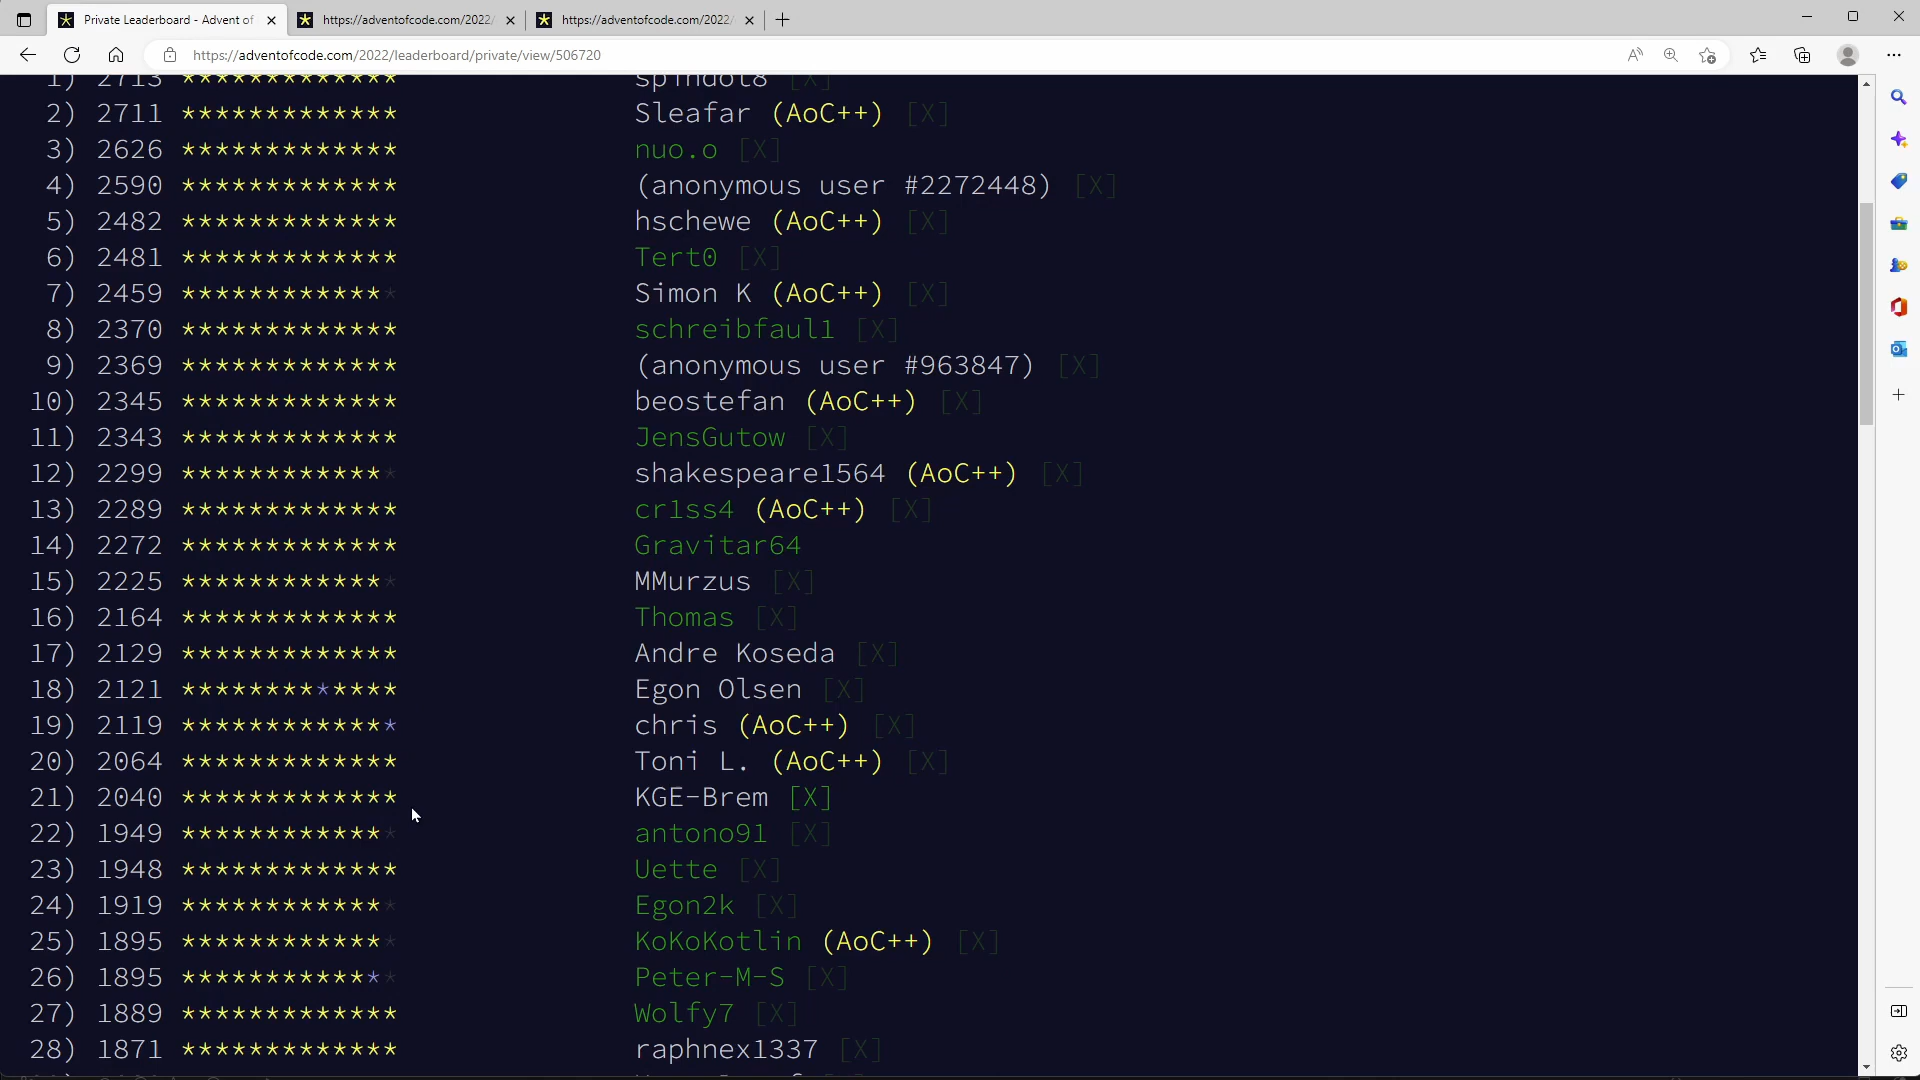 Private Leaderboard - Advent of
https://adventofcode.com/2022/
https://adventofcode.com/2022/
https://adventofcode.com/2022/leaderboard/private/view/506720
1) 2713 ************* spindot8 [X]
2) 2711 ************* Sleafar (AoC++) [X]
3) 2626 ************* nuo.o [X]
4) 2590 ************* (anonymous user #2272448) [X]
5) 2482 ************* hschewe (AoC++) [X]
6) 2481 ************* Tert0 [X]
7) 2459 ************* Simon K (AoC++) [X]
8) 2370 ************* schreibfaul1 [X]
9) 2369 ************* (anonymous user #963847) [X]
10) 2345 ************* beostefan (AoC++) [X]
11) 2343 ************* JensGutow [X]
12) 2299 ************* shakespeare1564 (AoC++) [X]
13) 2289 ************* cr1ss4 (AoC++) [X]
14) 2272 ************* Gravitar64
15) 2225 ************* MMurzus [X]
16) 2164 ************* Thomas [X]
17) 2129 ************* Andre Koseda [X]
18) 2121 ************* Egon Olsen [X]
19) 2119 ************* chris (AoC++) [X]
20) 2064 ************* Toni L. (AoC++) [X]
21) 2040 ************* KGE-Brem [X]
22) 1949 ************* antono91 [X]
23) 1948 ************* Uette [X]
24) 1919 ************* Egon2k [X]
25) 1895 ************* KoKoKotlin (AoC++) [X]
26) 1895 ************* Peter-M-S [X]
27) 1889 ************* Wolfy7 [X]
28) 1871 ************* raphnex1337 [X]